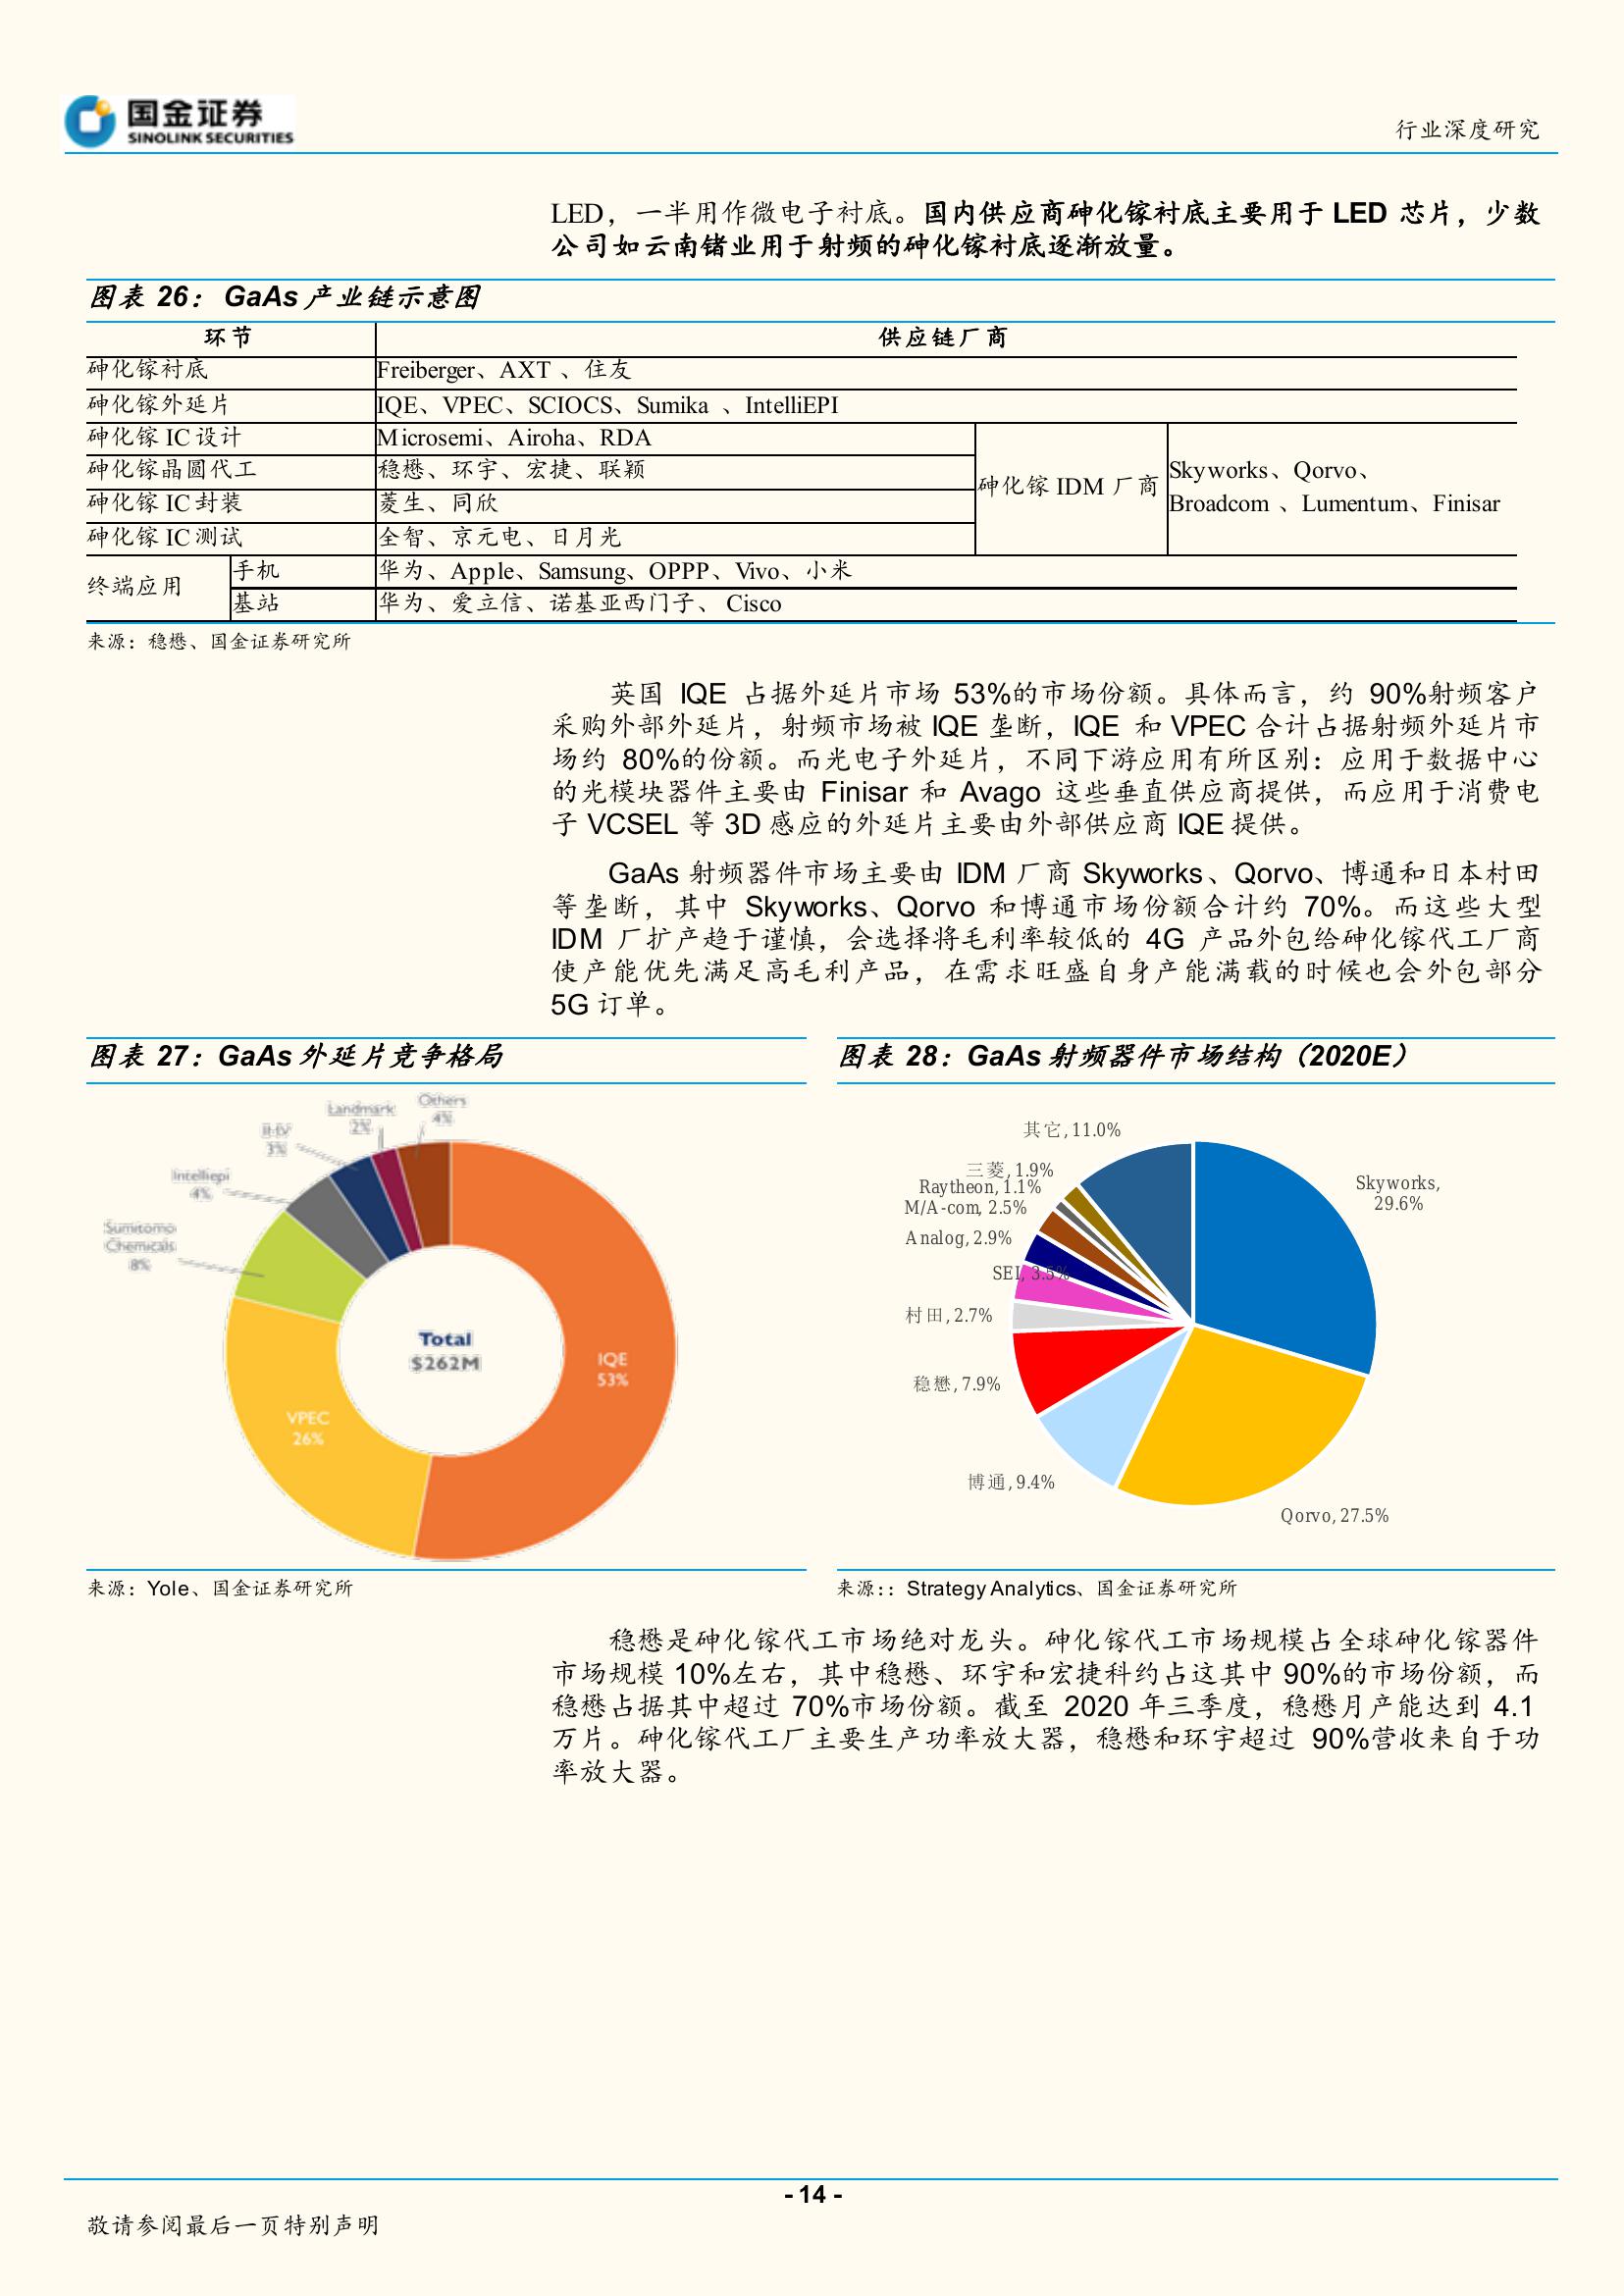 国金证券
SINOLINK SECURITIES
行业深度研究
LED，一半用作微电子衬底。国内供应商砷化镓衬底主要用于 LED 芯片，少数
公司如云南锗业用于射频的砷化镓衬底逐渐放量。
图表 26： GaAs 产业链示意图
环节 供应链厂商
砷化镓衬底 Freiberger、AXT 、住友
砷化镓外延片 IQE、VPEC、SCIOCS、Sumika 、IntelliEPI
砷化镓 IC 设计 Microsemi、Airoha、RDA
砷化镓晶圆代工 稳懋、环宇、宏捷、联颖
砷化镓 IC 封装 菱生、同欣
砷化镓 IC 测试 全智、京元电、日月光
砷化镓 IDM 厂商
Skyworks、Qorvo、
Broadcom 、Lumentum、Finisar
终端应用
手机 华为、Apple、Samsung、OPPP、Vivo、小米
基站 华为、爱立信、诺基亚西门子、 Cisco
来源：稳懋、国金证券研究所
英国 IQE 占据外延片市场 53%的市场份额。具体而言，约 90%射频客户
采购外部外延片，射频市场被 IQE 垄断，IQE 和 VPEC 合计占据射频外延片市
场约 80%的份额。而光电子外延片，不同下游应用有所区别：应用于数据中心
的光模块器件主要由 Finisar 和 Avago 这些垂直供应商提供，而应用于消费电
子 VCSEL 等 3D 感应的外延片主要由外部供应商 IQE 提供。
GaAs 射频器件市场主要由 IDM 厂商 Skyworks、Qorvo、博通和日本村田
等垄断，其中 Skyworks、Qorvo 和博通市场份额合计约 70%。而这些大型
IDM 厂扩产趋于谨慎，会选择将毛利率较低的 4G 产品外包给砷化镓代工厂商
使产能优先满足高毛利产品，在需求旺盛自身产能满载的时候也会外包部分
5G 订单。
图表 27：GaAs 外延片竞争格局
Others
4%
Landmark
2%
II-IV
3%
Intelliepi
4%
Sumitomo
Chemicals
8%
VPEC
26%
IQE
53%
Total
$262M
来源：Yole、国金证券研究所
图表 28：GaAs 射频器件市场结构（2020E）
其它, 11.0%
三菱, 1.9%
Raytheon, 1.1%
M/A-com, 2.5%
Analog, 2.9%
SEI, 3.5%
村田, 2.7%
稳懋, 7.9%
博通, 9.4%
Qorvo, 27.5%
Skyworks,
29.6%
来源：：Strategy Analytics、国金证券研究所
稳懋是砷化镓代工市场绝对龙头。砷化镓代工市场规模占全球砷化镓器件
市场规模 10%左右，其中稳懋、环宇和宏捷科约占这其中 90%的市场份额，而
稳懋占据其中超过 70%市场份额。截至 2020 年三季度，稳懋月产能达到 4.1
万片。砷化镓代工厂主要生产功率放大器，稳懋和环宇超过 90%营收来自于功
率放大器。
- 14 -
敬请参阅最后一页特别声明